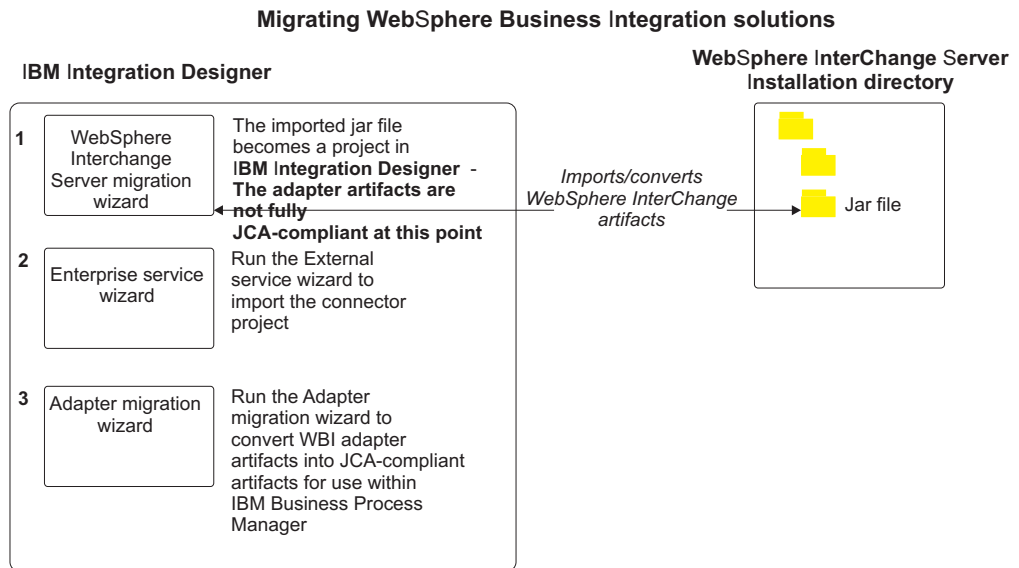 Migrating WebSphere Business Integration solutions
IBM Integration Designer
WebSphere InterChange Server
Installation directory
1
WebSphere
Interchange
Server migration
wizard
The imported jar file
becomes a project in
IBM Integration Designer -
The adapter artifacts are
not fully
JCA-compliant at this point
Imports/converts
WebSphere InterChange
artifacts
Jar file
2
Enterprise service
wizard
Run the External
service wizard to
import the connector
project
3
Adapter migration
wizard
Run the Adapter
migration wizard to
convert WBI adapter
artifacts into JCA-compliant
artifacts for use within
IBM Business Process
Manager